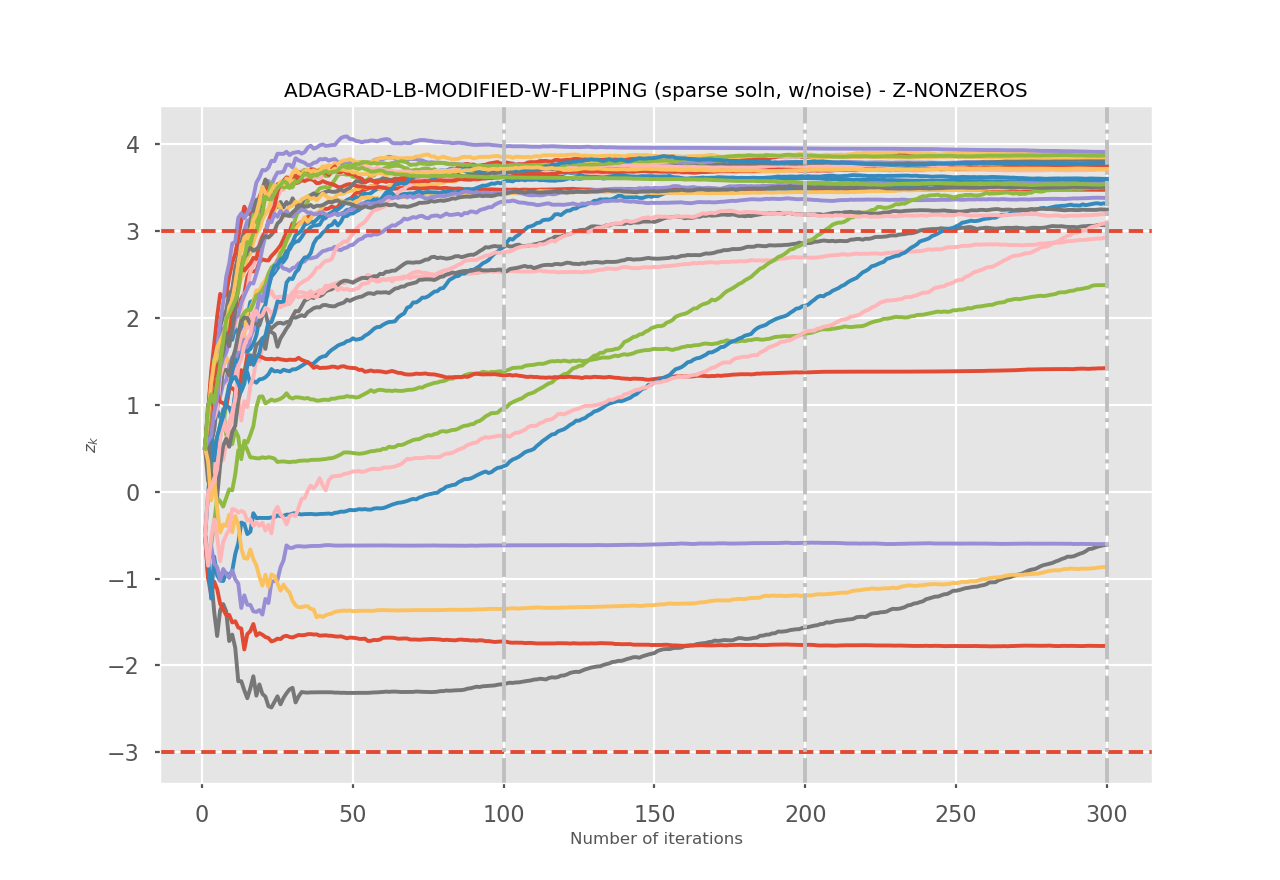 ADAGRAD-LB-MODIFIED-W-FLIPPING (sparse soln, w/noise) - Z-NONZEROS
4
3
2
1
0
−1
−2
−3
z_k
0 50 100 150 200 250 300
Number of iterations